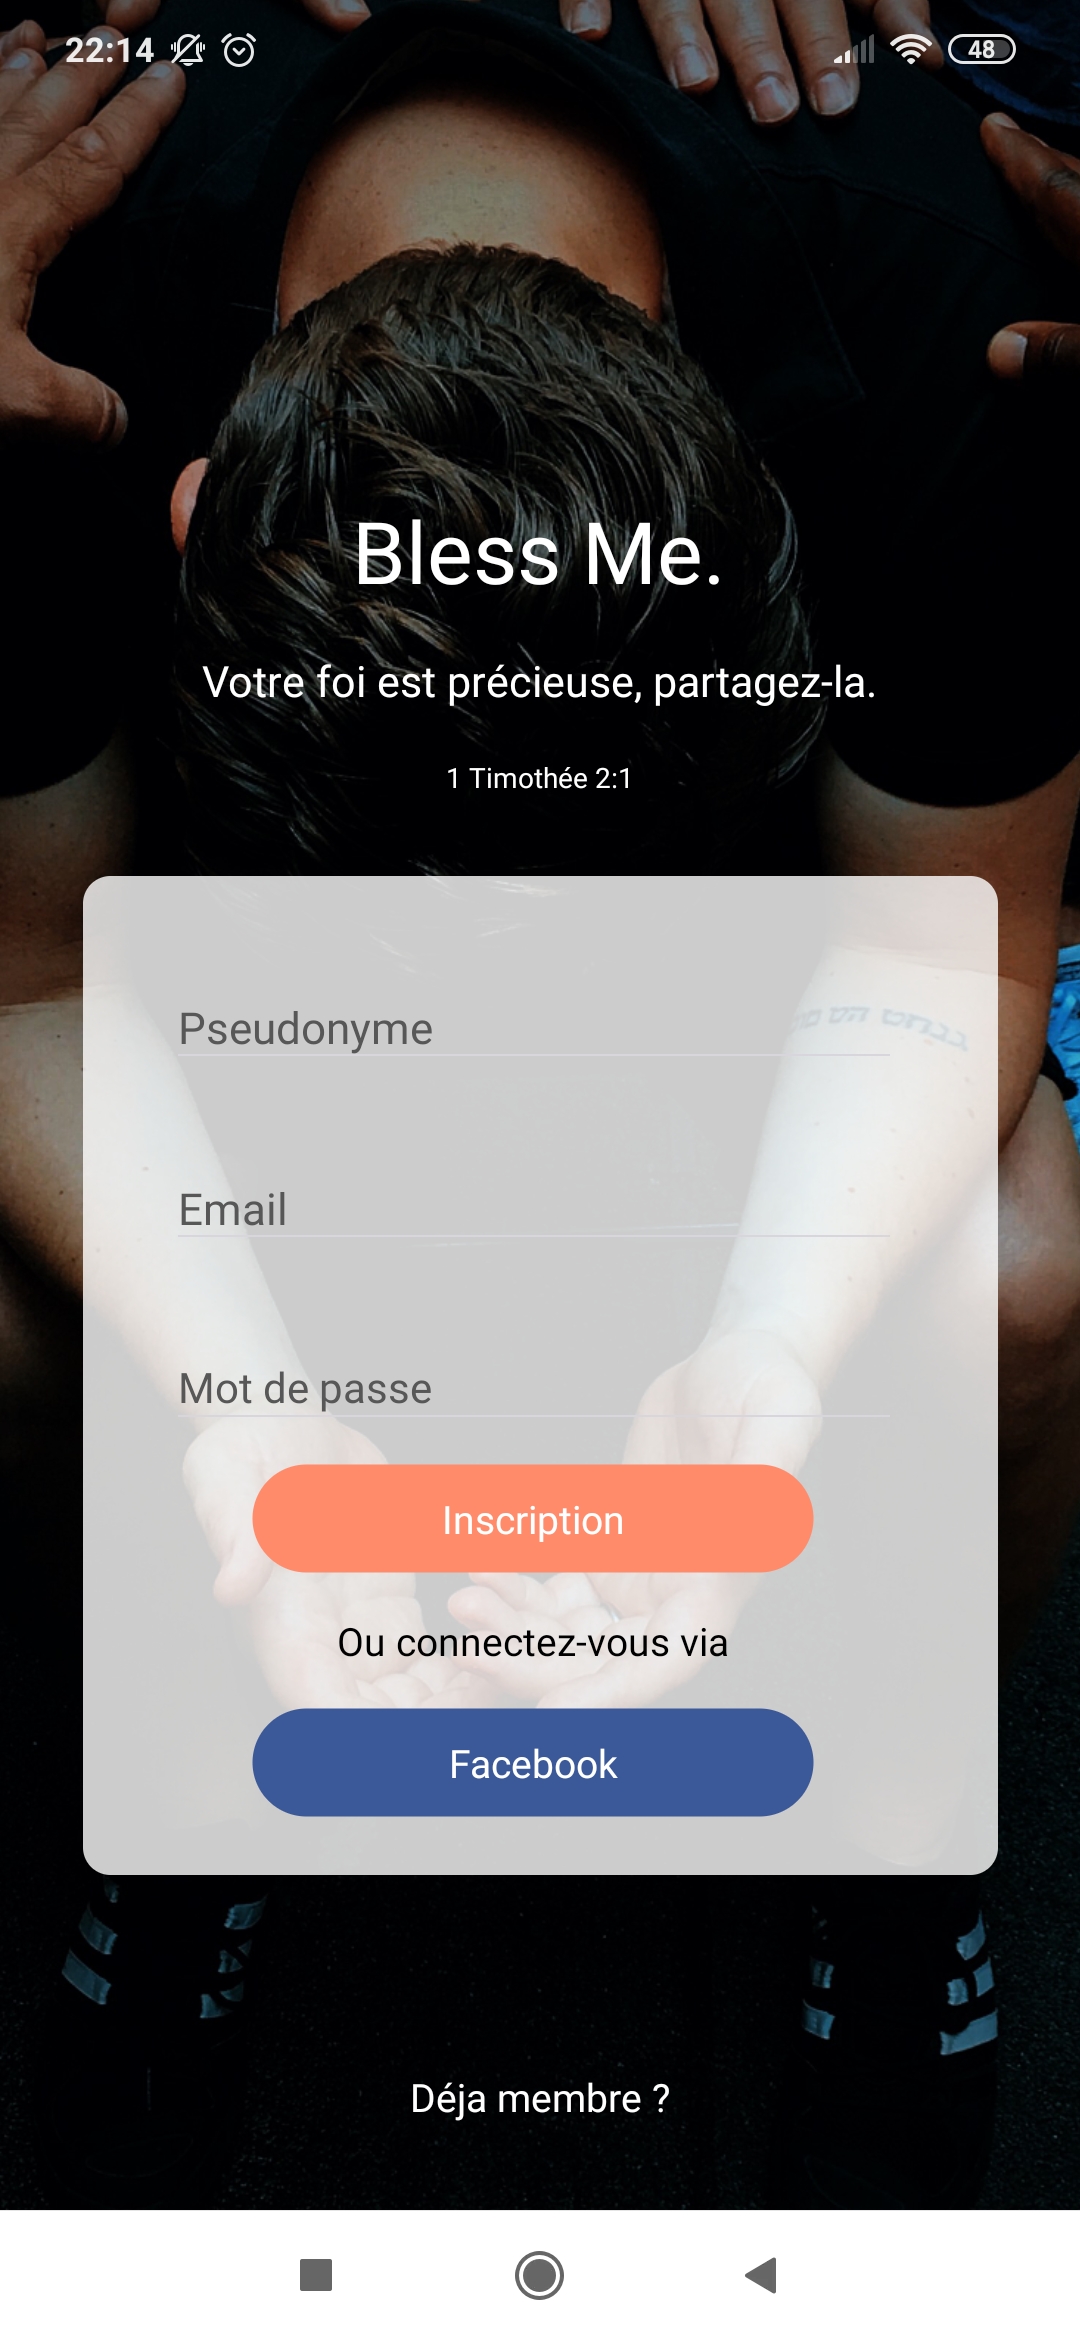 22:14
48
Bless Me.
Votre foi est précieuse, partagez-la.
1 Timothée 2:1
Pseudonyme
Email
Mot de passe
Inscription
Ou connectez-vous via
Facebook
Déja membre ?